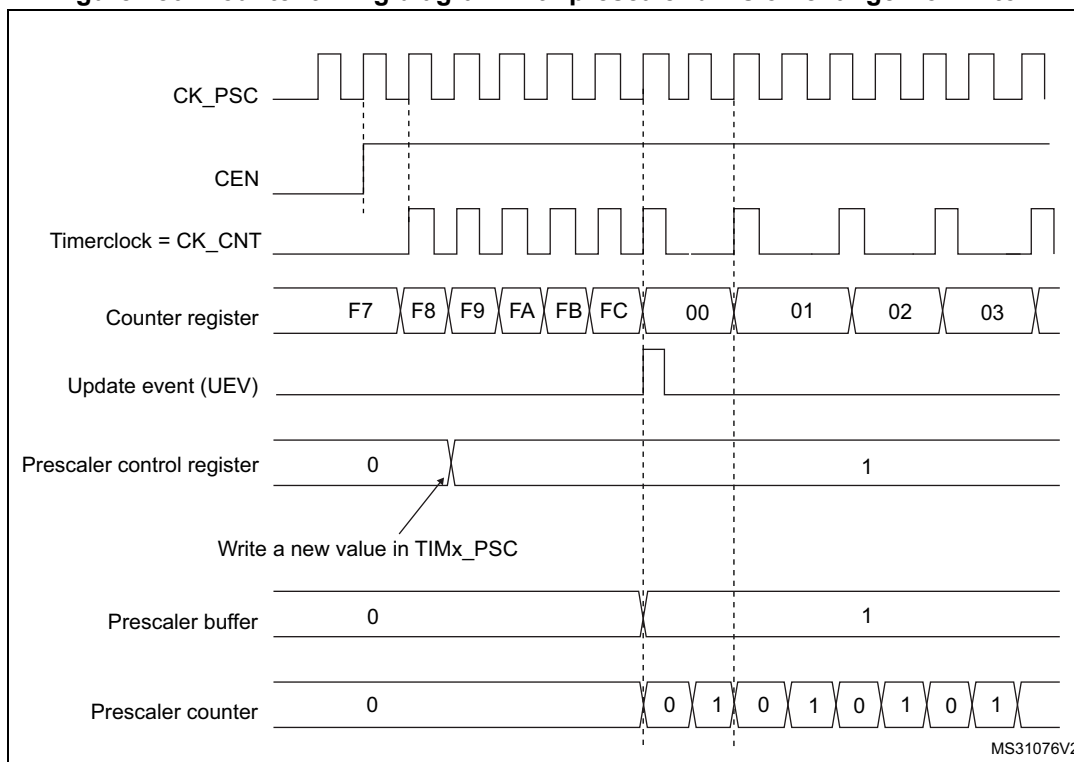 CK_PSC
CEN
Timerclock = CK_CNT
Counter register F7 F8 F9 FA FB FC 00 01 02 03
Update event (UEV)
Prescaler control register 0 1
Write a new value in TIMx_PSC
Prescaler buffer 0 1
Prescaler counter 0 0 1 0 1 0 1 0 1
MS31076V2